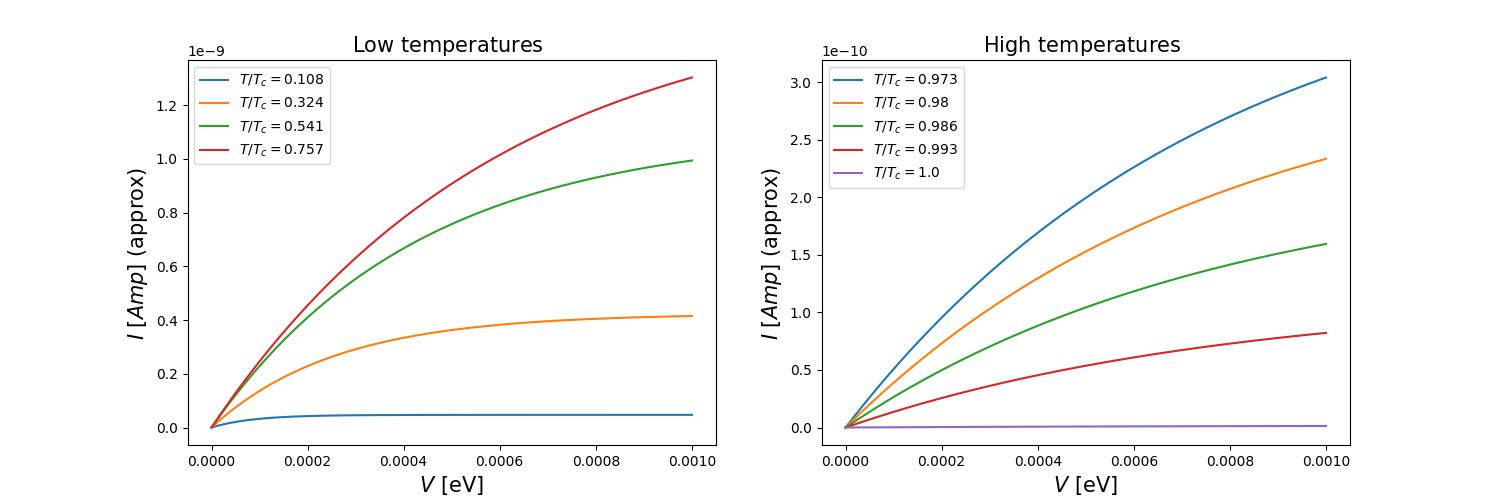 Low temperatures
1e−9
T/T_c = 0.108
T/T_c = 0.324
T/T_c = 0.541
T/T_c = 0.757
1.2
1.0
0.8
0.6
0.4
0.2
0.0
I [Amp] (approx)
0.0000 0.0002 0.0004 0.0006 0.0008 0.0010
V [eV]
High temperatures
1e−10
T/T_c = 0.973
T/T_c = 0.98
T/T_c = 0.986
T/T_c = 0.993
T/T_c = 1.0
3.0
2.5
2.0
1.5
1.0
0.5
0.0
I [Amp] (approx)
0.0000 0.0002 0.0004 0.0006 0.0008 0.0010
V [eV]